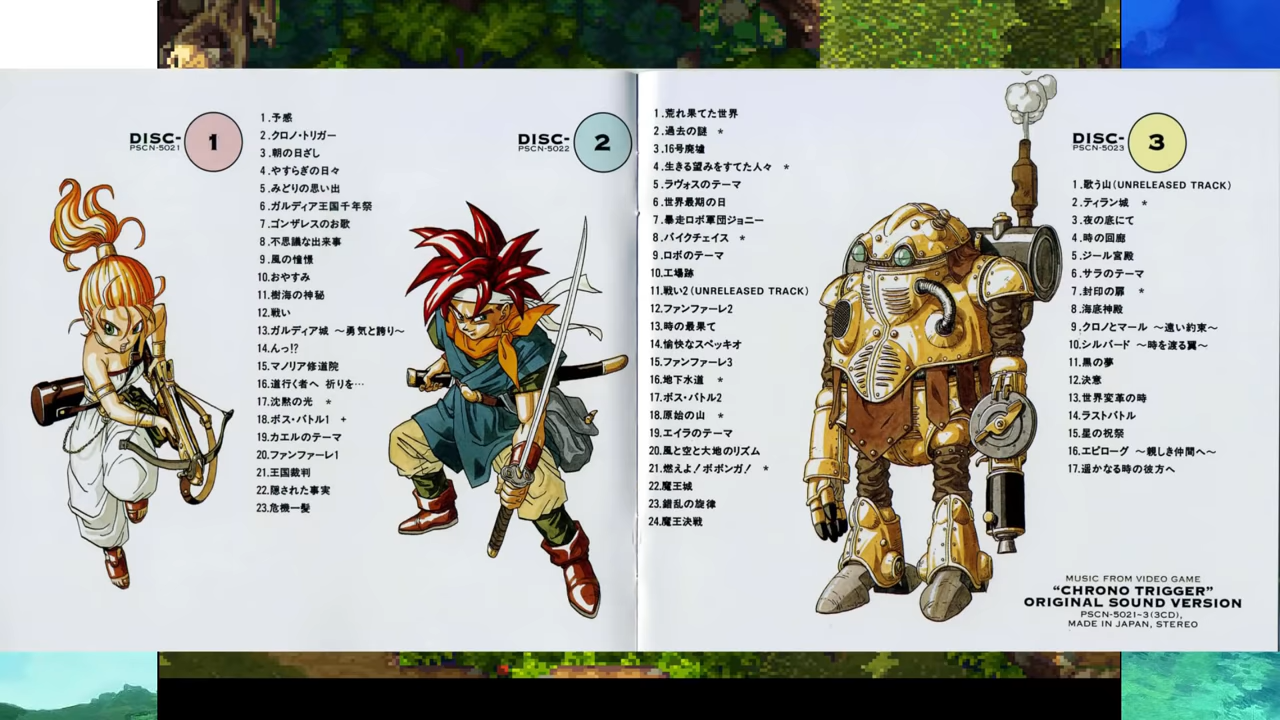 DISC-
PSCN-5021
1
1.予感
2.クロノ・トリガー
3.朝の日ざし
4.やすらぎの日々
5.みどりの思い出
6.ガルディア王国千年祭
7.ゴンザレスのお歌
8.不思議な出来事
9.風の憧憬
10.おやすみ
11.樹海の神秘
12.戦い
13.ガルディア城 〜勇気と誇り〜
14.んっ!?
15.マノリア修道院
16.道行く者へ 祈りを…
17.沈黙の光 *
18.ボス・バトル1 +
19.カエルのテーマ
20.ファンファーレ1
21.王国裁判
22.隠された事実
23.危機一髪
DISC-
PSCN-5022
2
1.荒れ果てた世界
2.過去の謎 *
3.16号廃墟
4.生きる望みをすてた人々 *
5.ラヴォスのテーマ
6.世界最期の日
7.暴走ロボ軍団ジョニー
8.バイクチェイス *
9.ロボのテーマ
10.工場跡
11.戦い2(UNRELEASED TRACK)
12.ファンファーレ2
13.時の最果て
14.愉快なスペッキオ
15.ファンファーレ3
16.地下水道 *
17.ボス・バトル2
18.原始の山 *
19.エイラのテーマ
20.風と空と大地のリズム
21.燃えよ!ボボンガ! *
22.魔王城
23.錯乱の旋律
24.魔王決戦
DISC-
PSCN-5023
3
1.歌う山(UNRELEASED TRACK)
2.ティラン城 *
3.夜の底にて
4.時の回廊
5.ジール宮殿
6.サラのテーマ
7.封印の扉 *
8.海底神殿
9.クロノとマール 〜遠い約束〜
10.シルバード 〜時を渡る翼〜
11.黒の夢
12.決意
13.世界変革の時
14.ラストバトル
15.星の祝祭
16.エピローグ 〜親しき仲間へ〜
17.遥かなる時の彼方へ
MUSIC FROM VIDEO GAME
“CHRONO TRIGGER”
ORIGINAL SOUND VERSION
PSCN-5021~3(3CD),
MADE IN JAPAN, STEREO